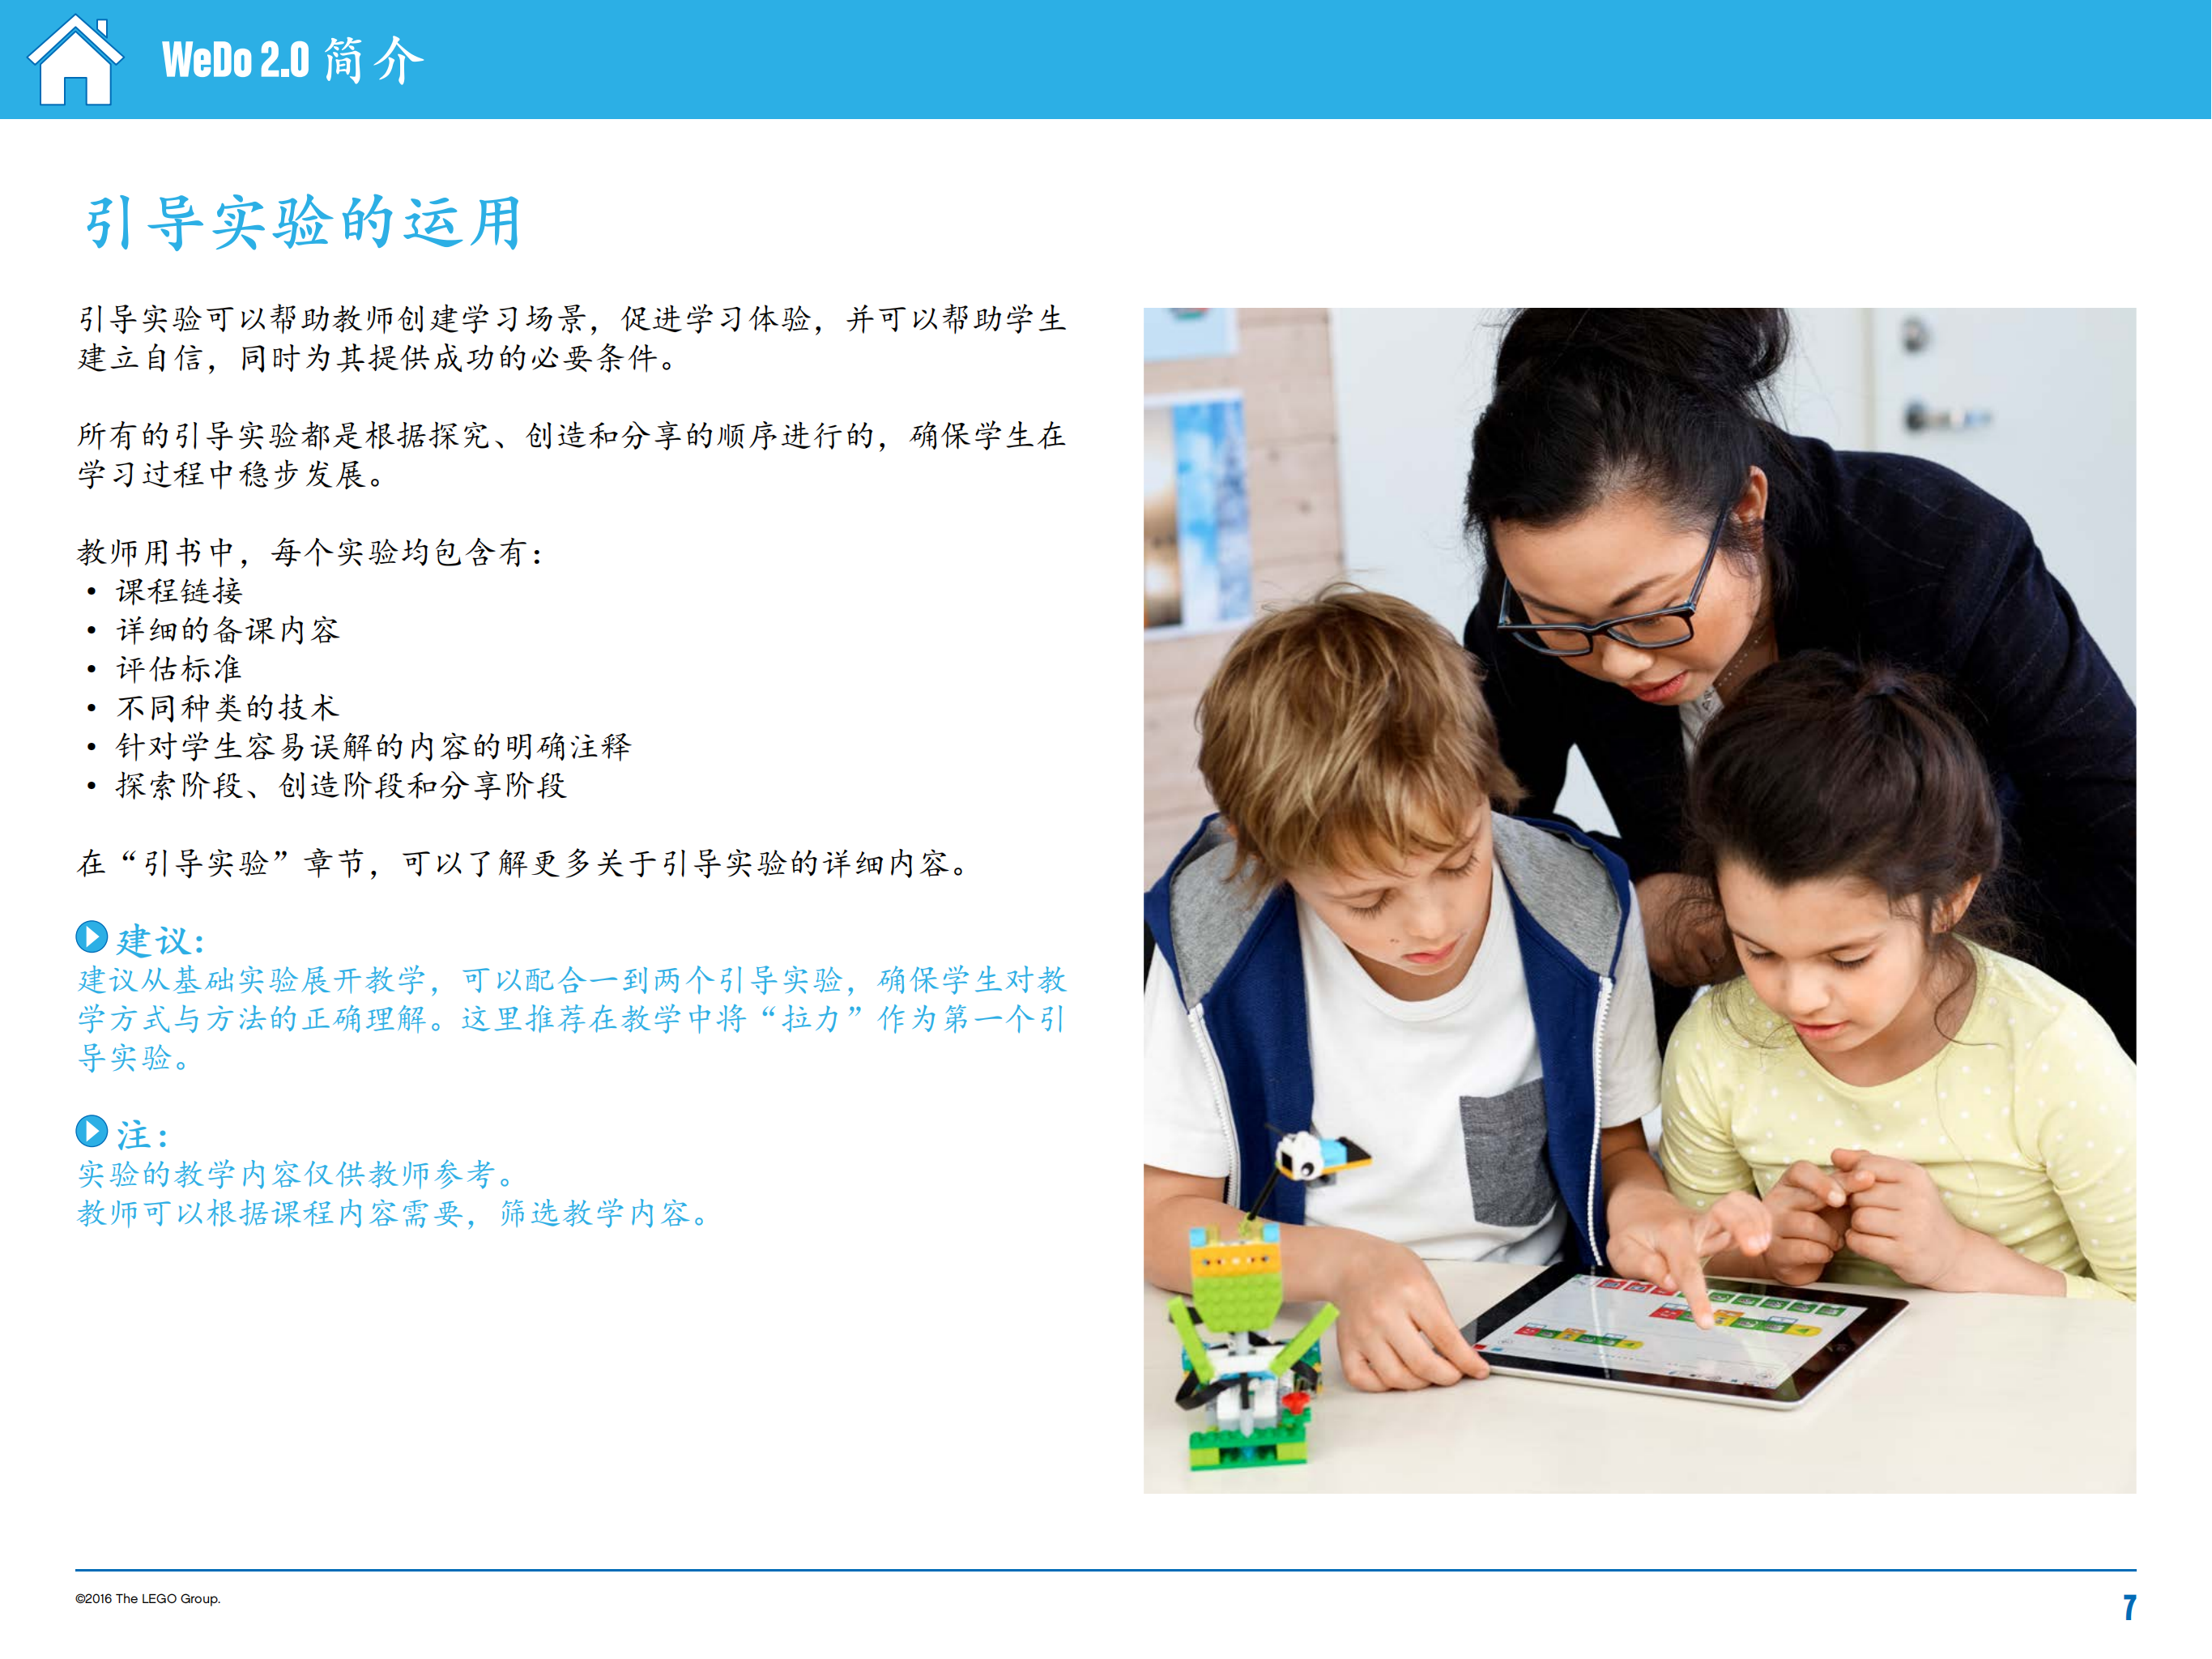 WeDo 2.0 简介
引导实验的运用
引导实验可以帮助教师创建学习场景，促进学习体验，并可以帮助学生
建立自信，同时为其提供成功的必要条件。
所有的引导实验都是根据探究、创造和分享的顺序进行的，确保学生在
学习过程中稳步发展。
教师用书中，每个实验均包含有：
• 课程链接
• 详细的备课内容
• 评估标准
• 不同种类的技术
• 针对学生容易误解的内容的明确注释
• 探索阶段、创造阶段和分享阶段
在“引导实验”章节，可以了解更多关于引导实验的详细内容。
建议：
建议从基础实验展开教学，可以配合一到两个引导实验，确保学生对教
学方式与方法的正确理解。这里推荐在教学中将“拉力”作为第一个引
导实验。
注：
实验的教学内容仅供教师参考。
教师可以根据课程内容需要，筛选教学内容。
©2016 The LEGO Group.
7